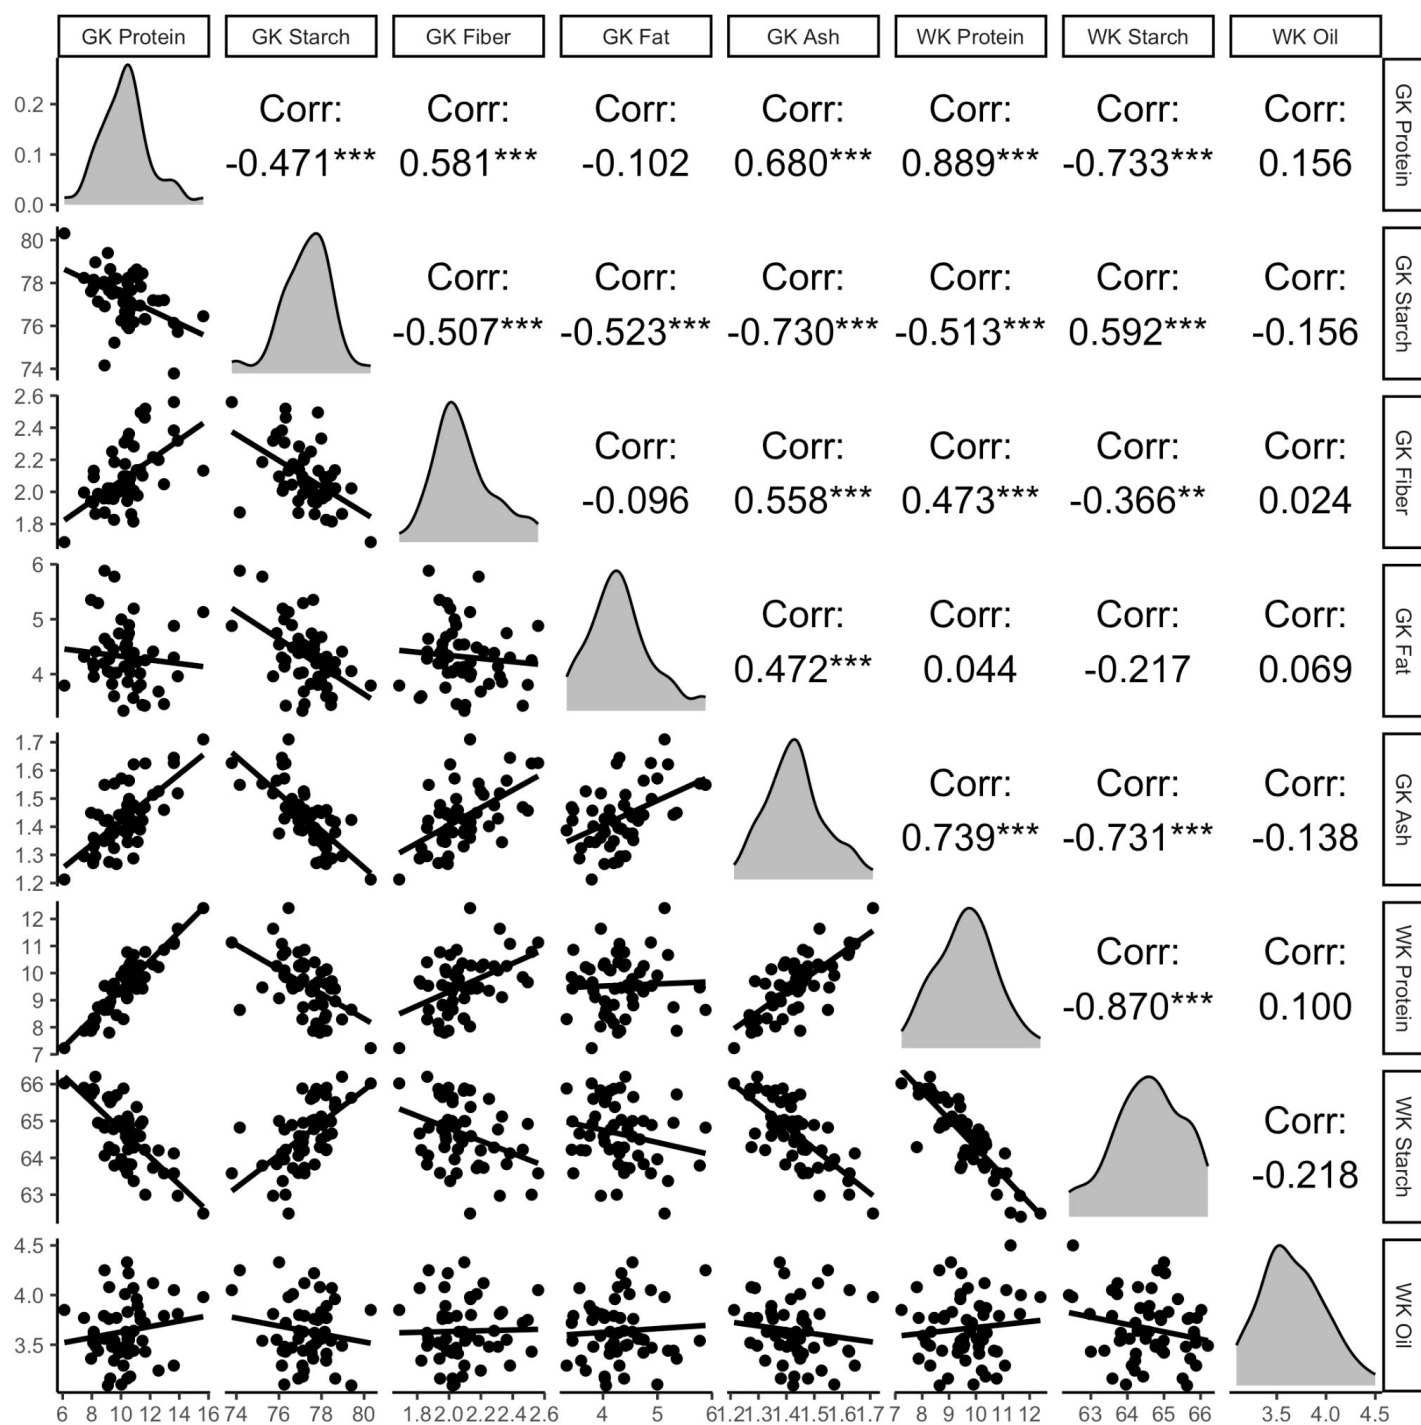 GK Protein GK Starch GK Fiber GK Fat GK Ash WK Protein WK Starch WK Oil
0.2 Corr: Corr: Corr: Corr: Corr: Corr: Corr: GK Protein
0.1 -0.471*** 0.581*** -0.102 0.680*** 0.889*** -0.733*** 0.156
0.0
80 Corr: Corr: Corr: Corr: Corr: Corr: GK Starch
78
76 -0.507*** -0.523*** -0.730*** -0.513*** 0.592*** -0.156
74
2.6
2.4 Corr: Corr: Corr: Corr: Corr: GK Fiber
2.2
2.0 -0.096 0.558*** 0.473*** -0.366** 0.024
1.8
6
5 Corr: Corr: Corr: Corr: GK Fat
4 0.472*** 0.044 -0.217 0.069
1.7
1.6 Corr: Corr: Corr: GK Ash
1.5
1.4 0.739*** -0.731*** -0.138
1.3
1.2
12
11 Corr: Corr: WK Protein
10
9 -0.870*** 0.100
8
7
66
65 Corr: WK Starch
64 -0.218
63
4.5
4.0 WK Oil
3.5
6 8 10 12 14 16 74 76 78 80 1.8 2.0 2.2 2.4 2.6 4 5 6 1.2 1.3 1.4 1.5 1.6 1.7 7 8 9 10 11 12 63 64 65 66 3.5 4.0 4.5